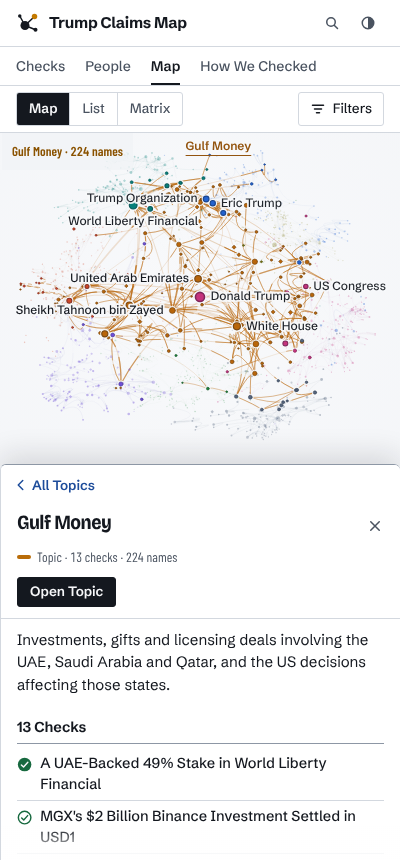 Trump Claims Map
Checks People Map How We Checked
Map List Matrix Filters
Gulf Money · 224 names
Gulf Money
Trump Organization
Eric Trump
World Liberty Financial
United Arab Emirates
US Congress
Donald Trump
Sheikh Tahnoon bin Zayed
White House
All Topics
Gulf Money
Topic · 13 checks · 224 names
Open Topic
Investments, gifts and licensing deals involving the
UAE, Saudi Arabia and Qatar, and the US decisions
affecting those states.
13 Checks
A UAE-Backed 49% Stake in World Liberty
Financial
MGX's $2 Billion Binance Investment Settled in
USD1